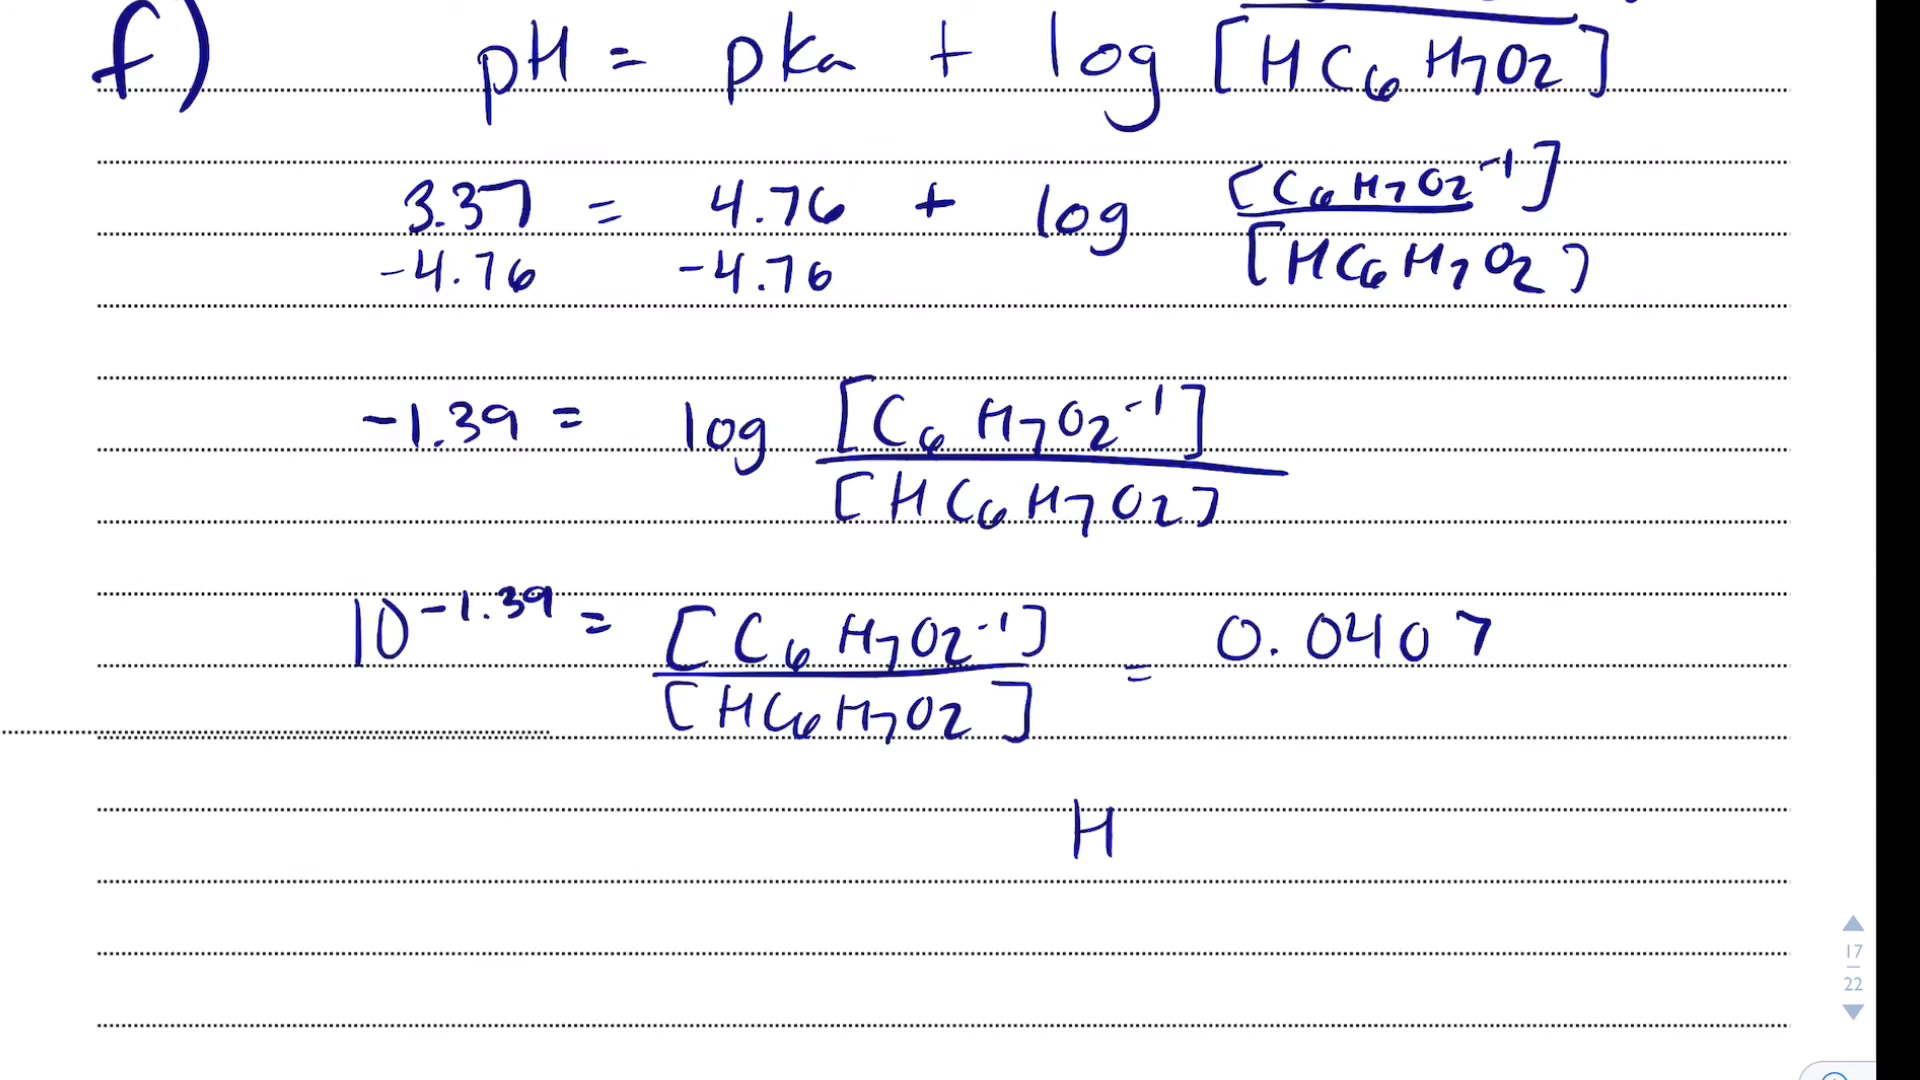 f) pH = pka + log [HC6H7O2]
3.37 = 4.76 + log [C6H7O2-1]
-4.76 -4.76 [HC6H7O2]
-1.39 = log [C6H7O2-1]
[HC6H7O2]
10-1.39 = [C6H7O2-1] = 0.0407
[HC6H7O2]
H
17
22